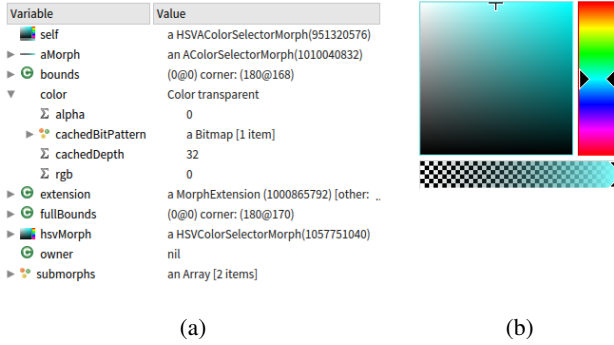 Variable Value
self a HSVAColorSelectorMorph(951320576)
aMorph an AColorSelectorMorph(1010040832)
bounds (0@0) corner: (180@168)
color Color transparent
Σ alpha 0
cachedBitPattern a Bitmap [1 item]
Σ cachedDepth 32
Σ rgb 0
extension a MorphExtension (1000865792) [other: ..
fullBounds (0@0) corner: (180@170)
hsvMorph a HSVColorSelectorMorph(1057751040)
owner nil
submorphs an Array [2 items]
(a) (b)